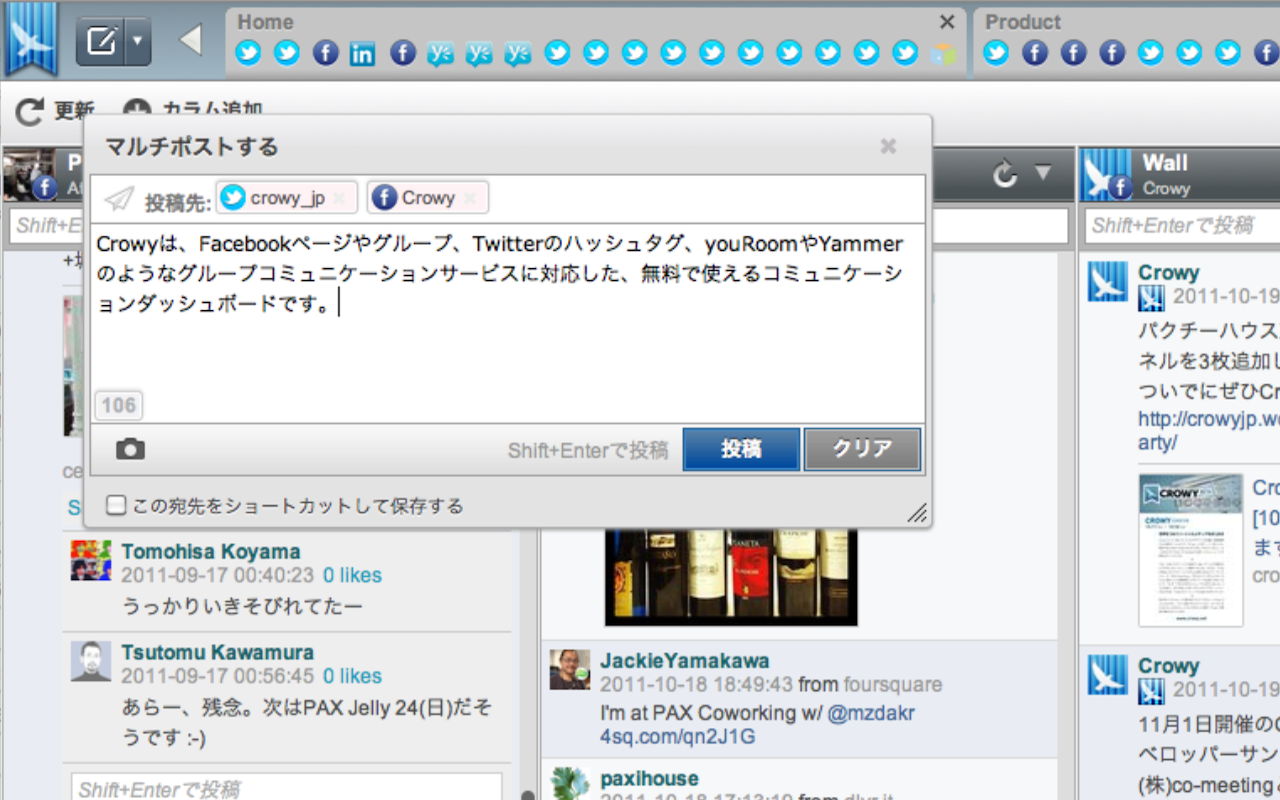 Home
Product
更新
カラム追加
マルチポストする
投稿先: crowy_jp Crowy
Crowyは、Facebookページやグループ、Twitterのハッシュタグ、youRoomやYammer
のようなグループコミュニケーションサービスに対応した、無料で使えるコミュニケーシ
ョンダッシュボードです。
106
Shift+Enterで投稿
投稿
クリア
この宛先をショートカットして保存する
Shift+E
Tomohisa Koyama
2011-09-17 00:40:23 0 likes
うっかりいきそびれてたー
Tsutomu Kawamura
2011-09-17 00:56:45 0 likes
あらー、残念。次はPAX Jelly 24(日)だそ
うです :-)
Shift+Enterで投稿
JackieYamakawa
2011-10-18 18:49:43 from foursquare
I'm at PAX Coworking w/ @mzdakr
4sq.com/qn2J1G
paxihouse
2011-10-18 17:13:19 from dlvr.it
Wall
Crowy
Shift+Enterで投稿
Crowy
2011-10-19
パクチーハウス
ネルを3枚追加し
ついでにぜひCr
http://crowyjp.wo
arty/
CROWY
Cro
[10
ます
cro
Crowy
2011-10-19
11月1日開催のC
ベロッパーサン
(株)co-meeting